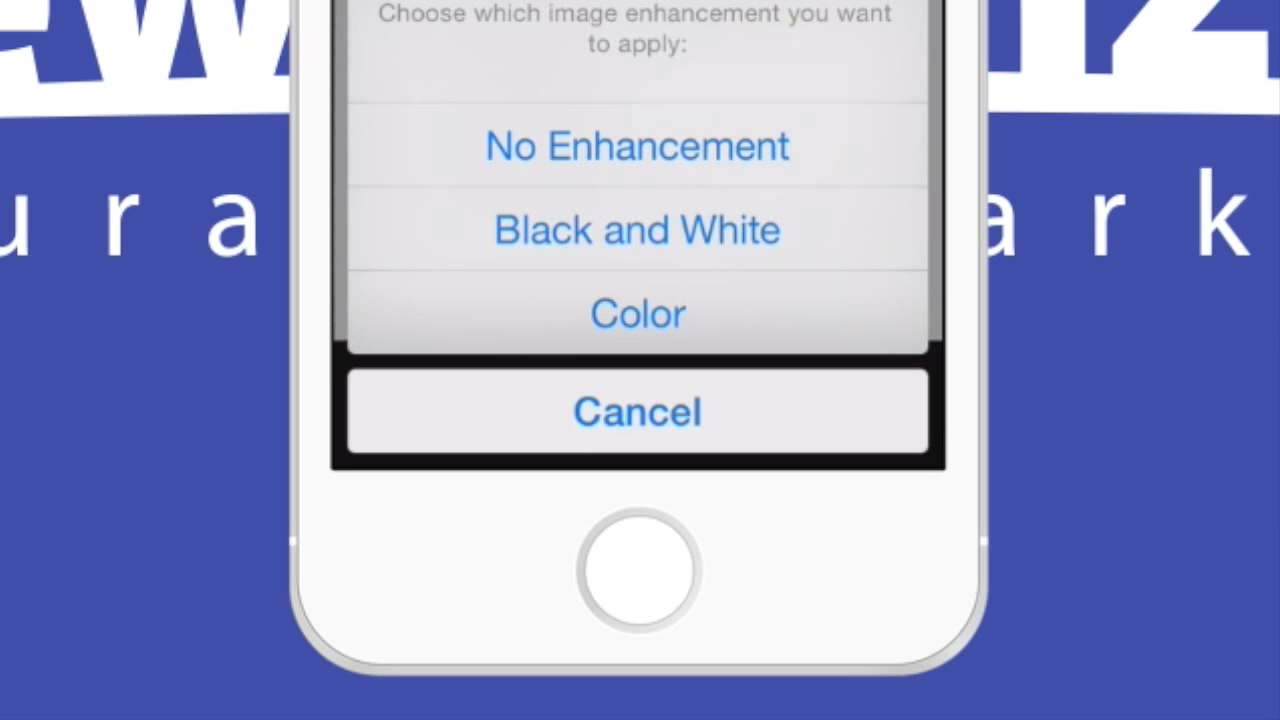 Choose which image enhancement you want
to apply:
No Enhancement
Black and White
Color
Cancel